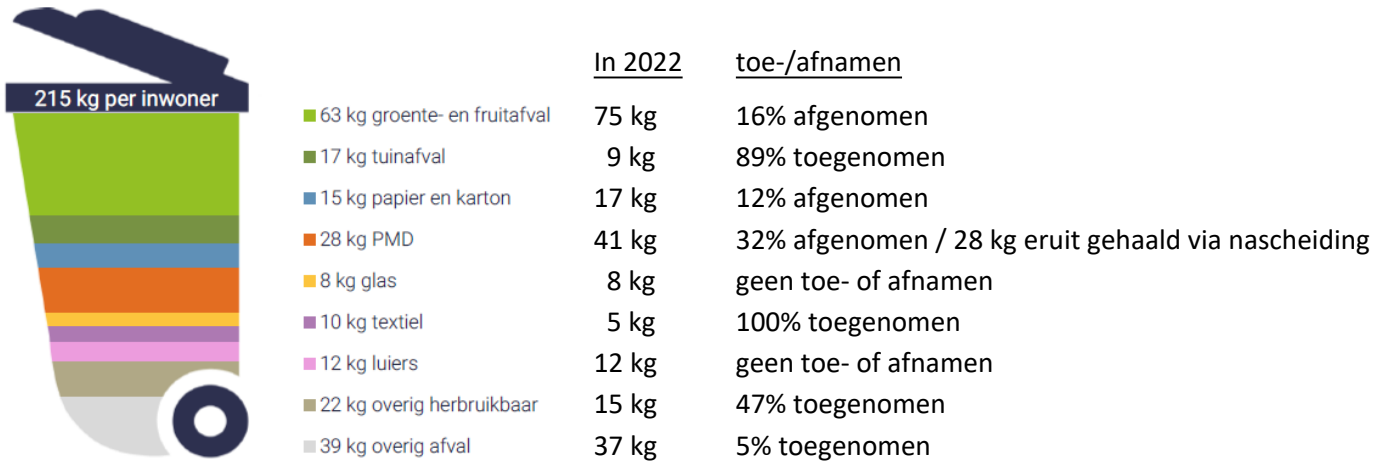 In 2022 toe-/afnamen
215 kg per inwoner
63 kg groente- en fruitafval 75 kg 16% afgenomen
17 kg tuinafval 9 kg 89% toegenomen
15 kg papier en karton 17 kg 12% afgenomen
28 kg PMD 41 kg 32% afgenomen / 28 kg eruit gehaald via nascheiding
8 kg glas 8 kg geen toe- of afnamen
10 kg textiel 5 kg 100% toegenomen
12 kg luiers 12 kg geen toe- of afnamen
22 kg overig herbruikbaar 15 kg 47% toegenomen
39 kg overig afval 37 kg 5% toegenomen